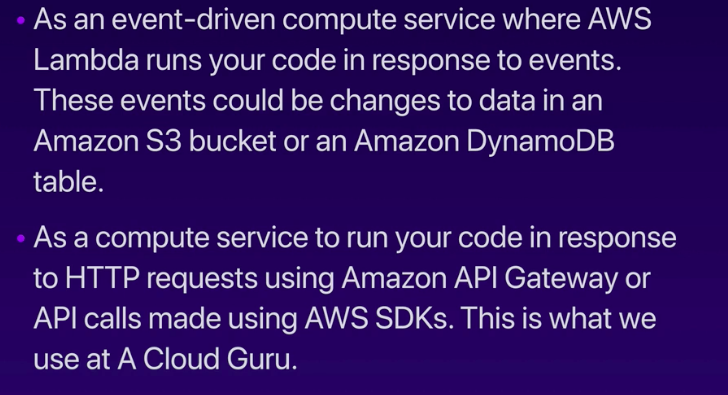 • As an event-driven compute service where AWS
Lambda runs your code in response to events.
These events could be changes to data in an
Amazon S3 bucket or an Amazon DynamoDB
table.
• As a compute service to run your code in response
to HTTP requests using Amazon API Gateway or
API calls made using AWS SDKs. This is what we
use at A Cloud Guru.